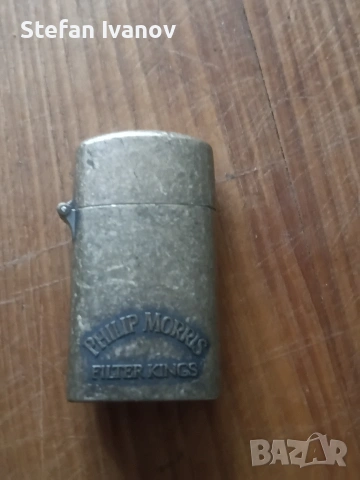 Stefan Ivanov
PHILIP MORRIS
FILTER KINGS
BAZAR